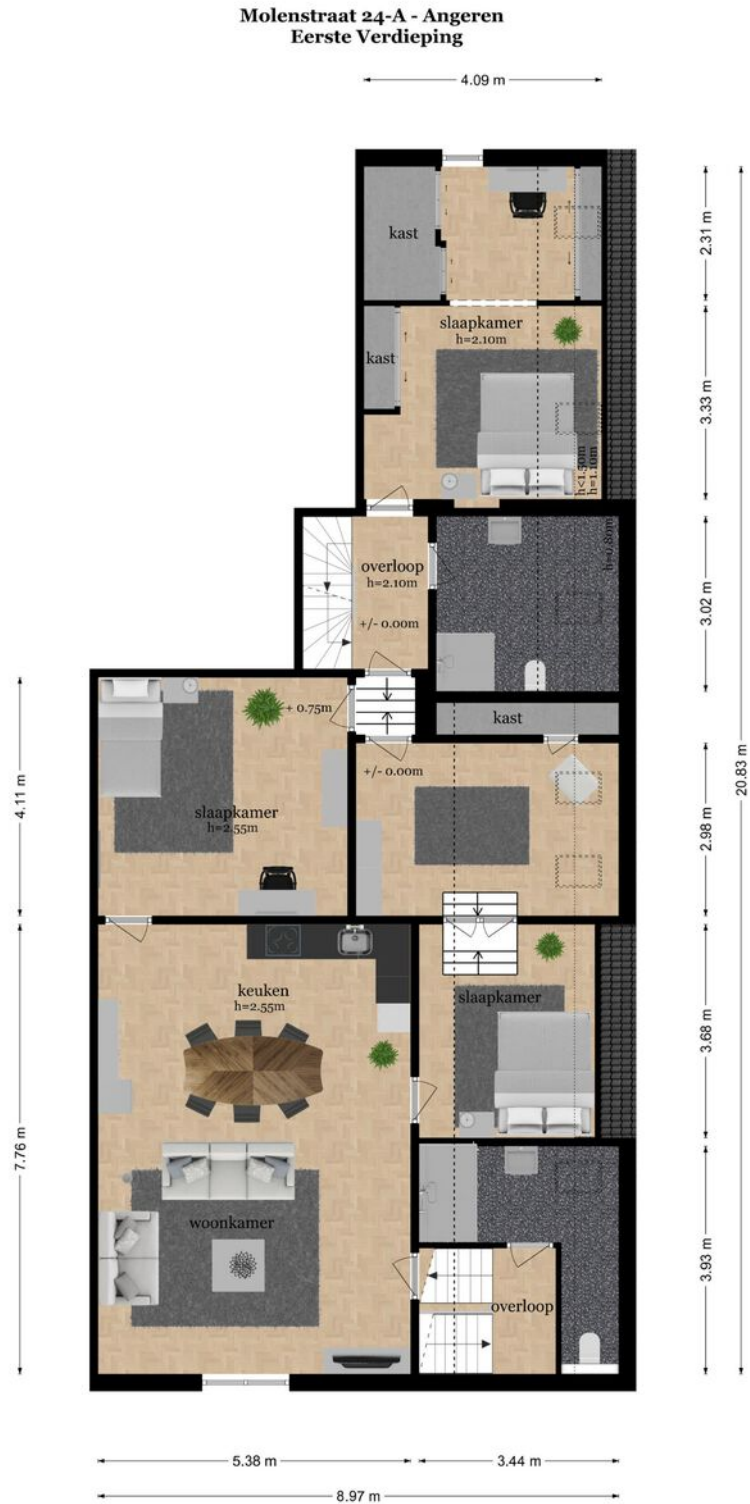 Molenstraat 24-A - Angeren
Eerste Verdieping
4.09 m
kast
2.31 m
slaapkamer
h=2.10m
kast
3.33 m
h<1.50m
h=1.10m
overloop
h=2.10m
+/- 0.00m
h=0.80m
3.02 m
+ 0.75m
kast
+/- 0.00m
4.11 m
slaapkamer
h=2.55m
2.98 m
20.83 m
keuken
h=2.55m
slaapkamer
3.68 m
7.76 m
woonkamer
overloop
3.93 m
5.38 m
3.44 m
8.97 m